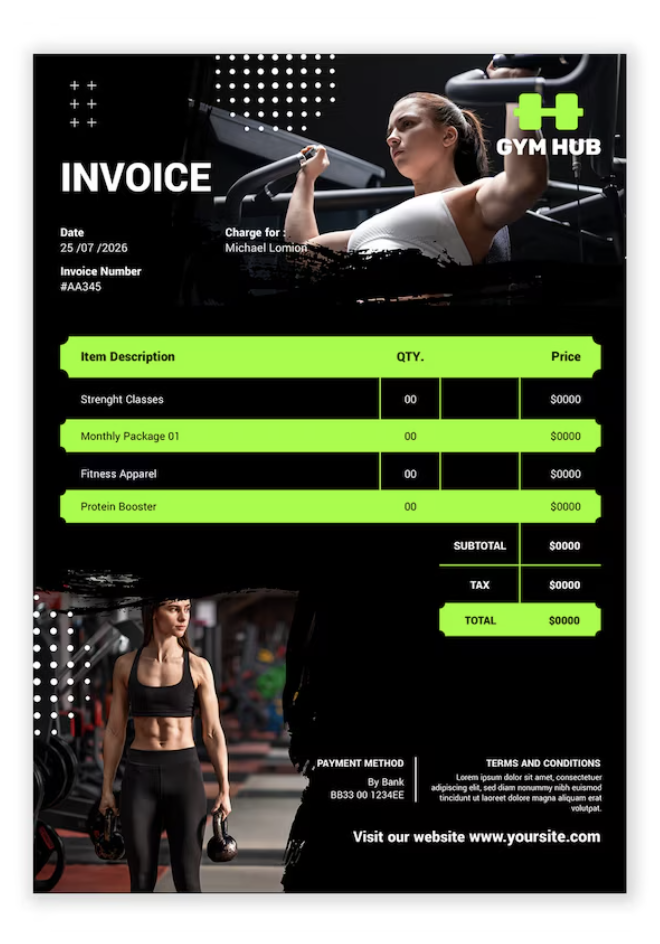 GYM HUB
INVOICE
Date
25 /07 /2026
Charge for :
Michael Lomion
Invoice Number
#AA345
Item Description QTY. Price
Strenght Classes 00 $0000
Monthly Package 01 00 $0000
Fitness Apparel 00 $0000
Protein Booster 00 $0000
SUBTOTAL $0000
TAX $0000
TOTAL $0000
PAYMENT METHOD
By Bank
BB33 00 1234EE
TERMS AND CONDITIONS
Lorem ipsum dolor sit amet, consectetuer
adipiscing elit, sed diam nonummy nibh euismod
tincidunt ut laoreet dolore magna aliquam erat
volutpat.
Visit our website www.yoursite.com